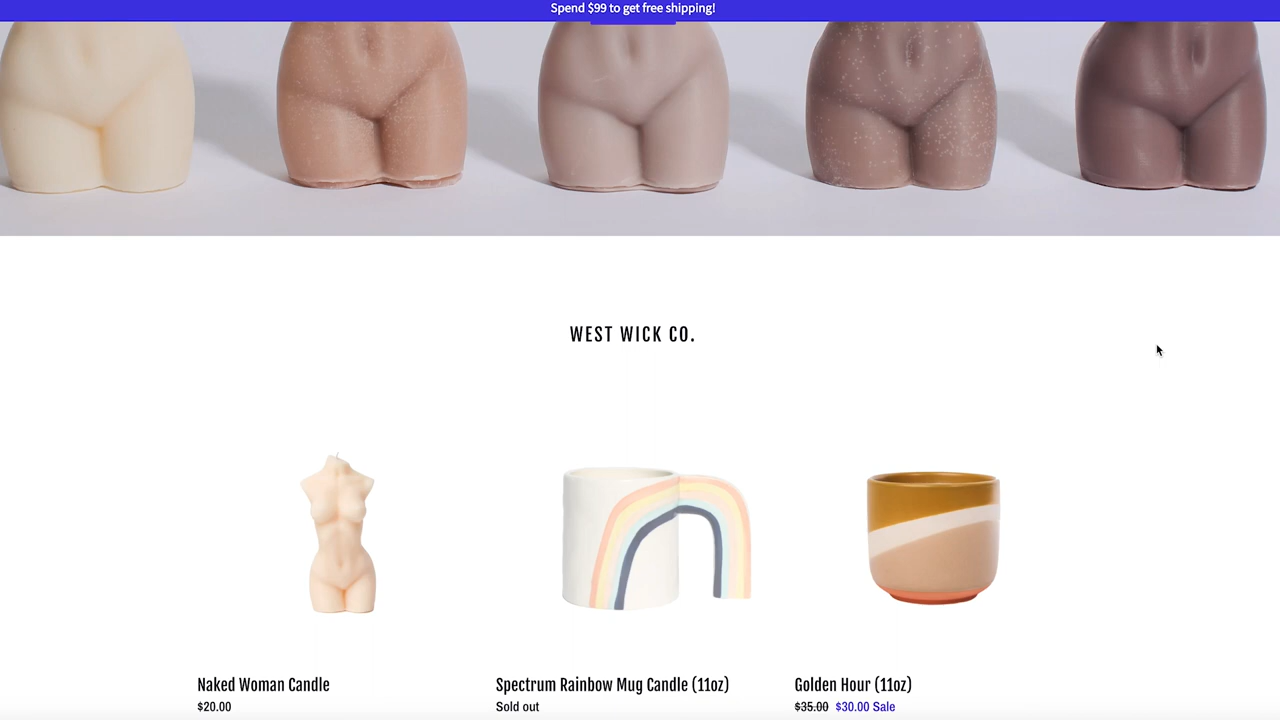 Spend $99 to get free shipping!
WEST WICK CO.
Naked Woman Candle
$20.00
Spectrum Rainbow Mug Candle (11oz)
Sold out
Golden Hour (11oz)
$35.00 $30.00 Sale